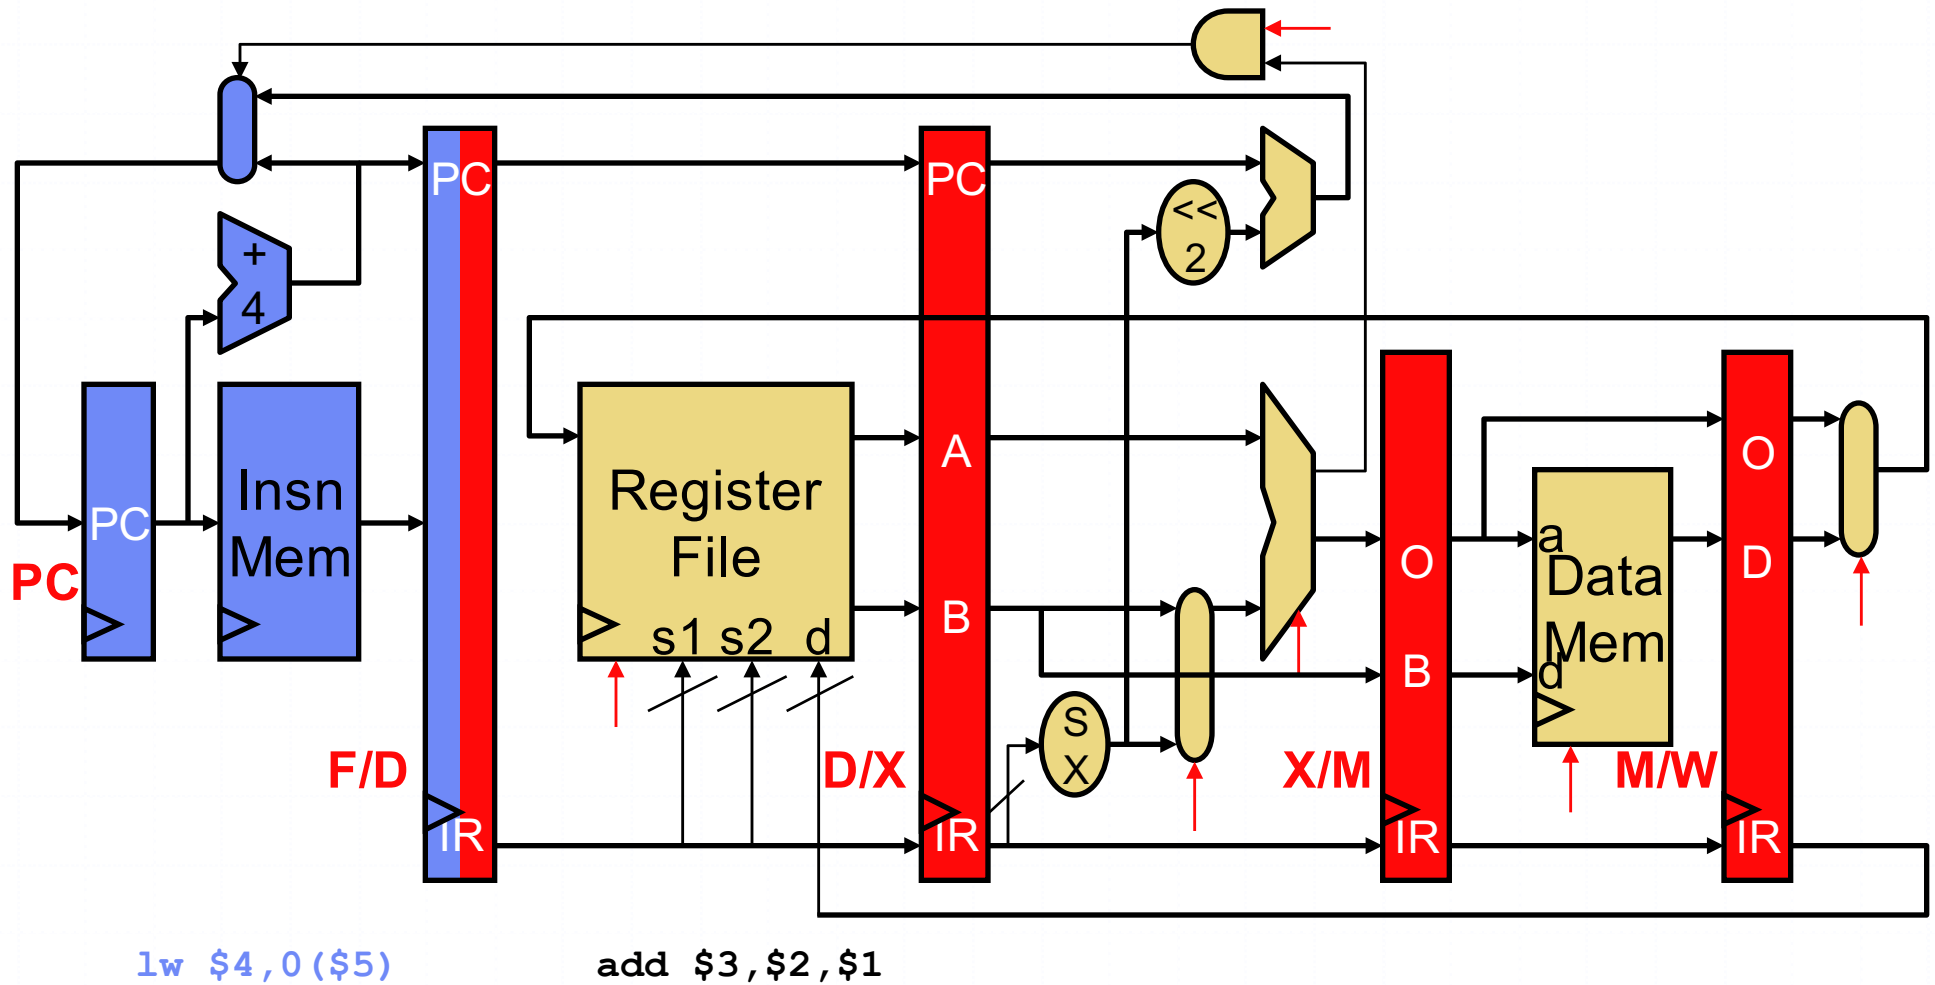 PC
PC
<<
2
+
4
A
O
Insn
Mem
PC
Register
File
a
Data
Mem
d
O
D
PC
B
s1 s2 d
B
S
X
F/D
D/X
X/M
M/W
IR
IR
IR
IR
lw $4,0($5)
add $3,$2,$1